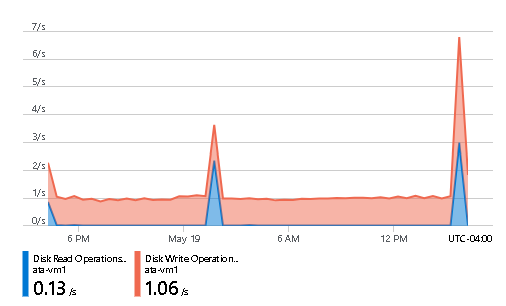 7/s
6/s
5/s
4/s
3/s
2/s
1/s
0/s
6 PM May 19 6 AM 12 PM UTC-04:00
Disk Read Operations.. Disk Write Operation..
ata-vm1 ata-vm1
0.13 /s 1.06 /s